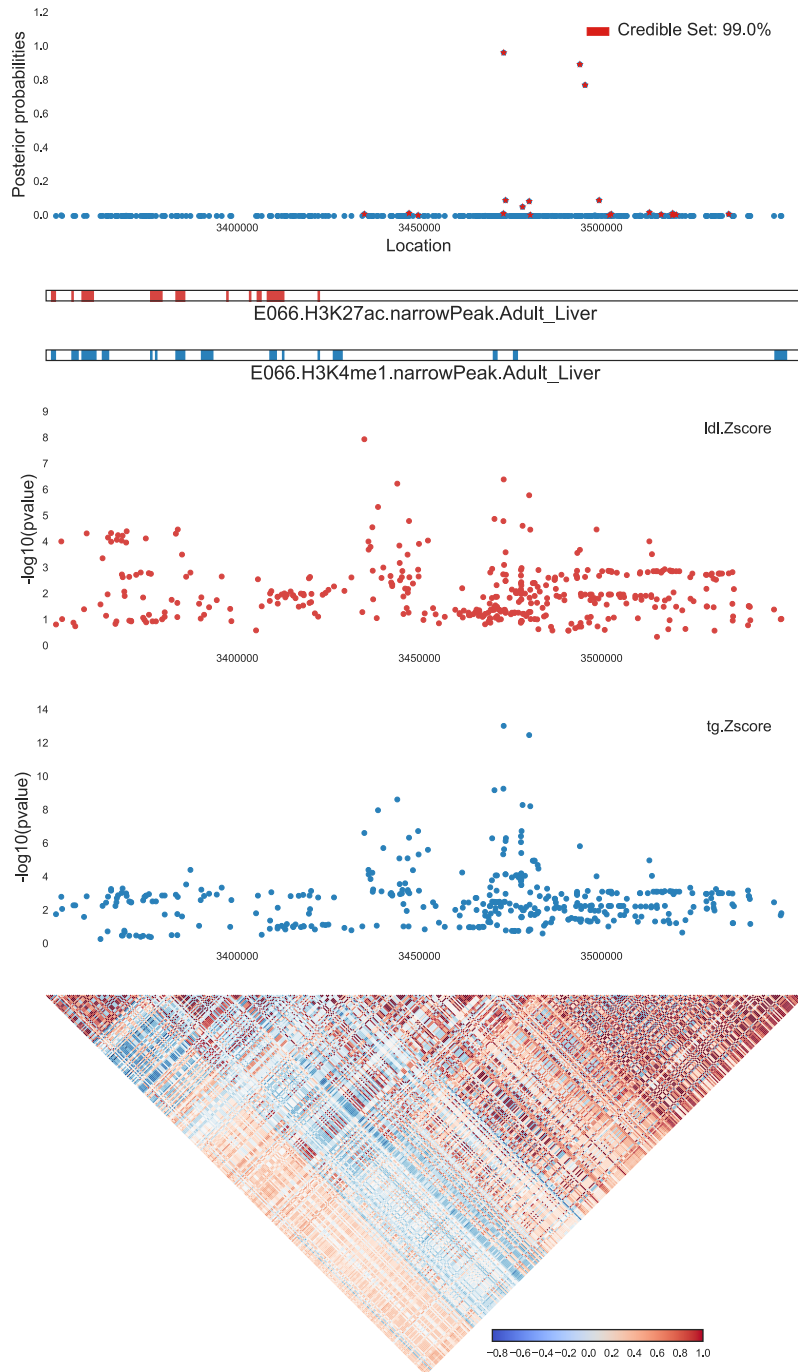 1.2
Credible Set: 99.0%
1.0
0.8
0.6
0.4
0.2
0.0
Posterior probabilities
3400000 3450000 3500000
Location
E066.H3K27ac.narrowPeak.Adult_Liver
E066.H3K4me1.narrowPeak.Adult_Liver
9
ldl.Zscore
8
7
6
5
4
3
2
1
0
-log10(pvalue)
3400000 3450000 3500000
14
tg.Zscore
12
10
8
6
4
2
0
-log10(pvalue)
3400000 3450000 3500000
−0.8 −0.6 −0.4 −0.2 0.0 0.2 0.4 0.6 0.8 1.0